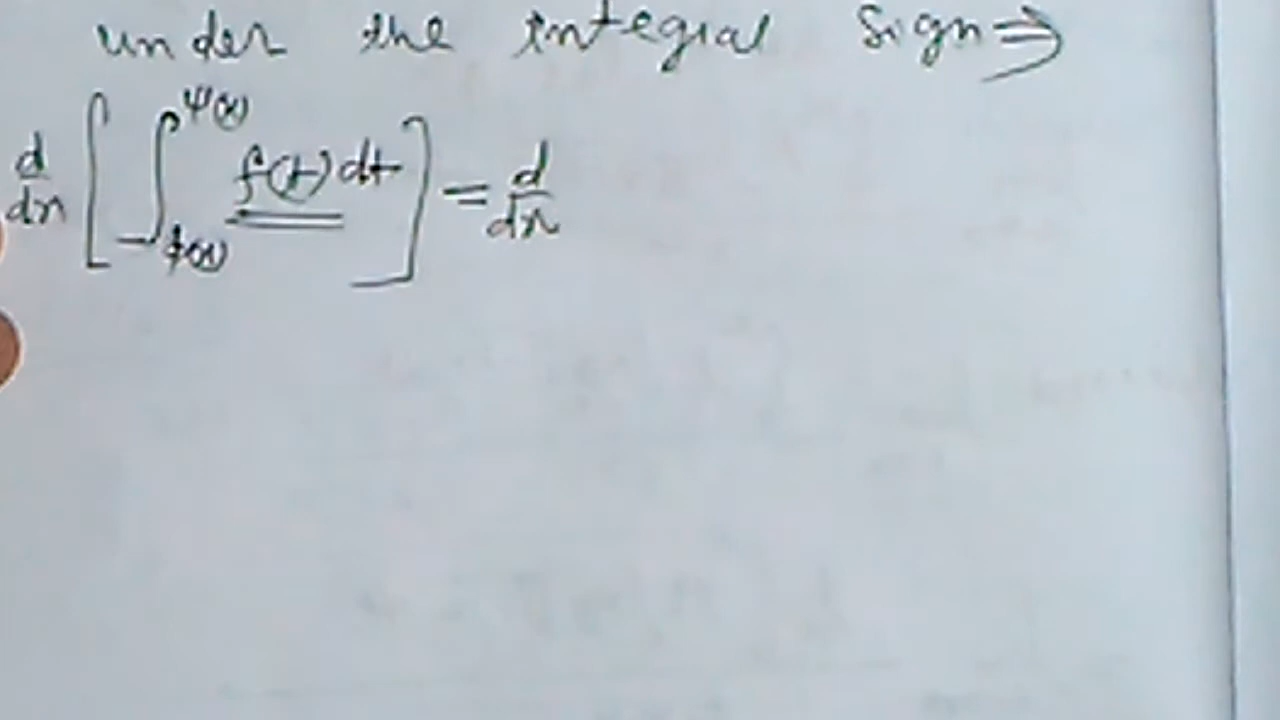 under the integral sign⇒
d/dx [∫_{ϕ(x)}^{ψ(x)} f(t) dt] = d/dx